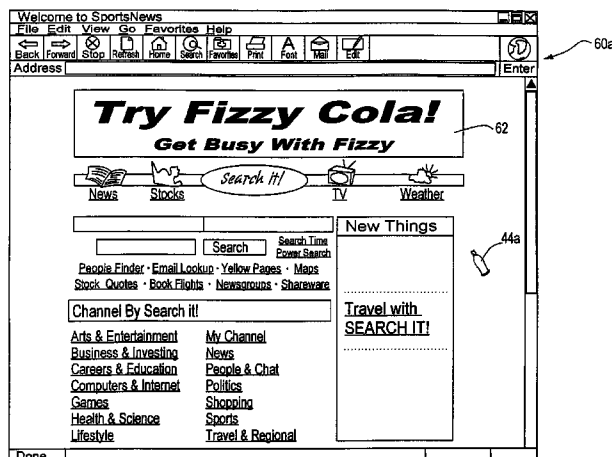 Welcome to SportsNews
File Edit View Go Favorites Help
Back Forward Stop Refresh Home Search Favorites Print Font Mail Edit
Address Enter
60a
Try Fizzy Cola!
Get Busy With Fizzy
62
Search it!
News Stocks TV Weather
New Things
Search Search Time
Power Search
44a
People Finder · Email Lookup · Yellow Pages · Maps
Stock Quotes · Book Flights · Newsgroups · Shareware
Travel with
SEARCH IT!
Channel By Search it!
Arts & Entertainment My Channel
Business & Investing News
Careers & Education People & Chat
Computers & Internet Politics
Games Shopping
Health & Science Sports
Lifestyle Travel & Regional
Done